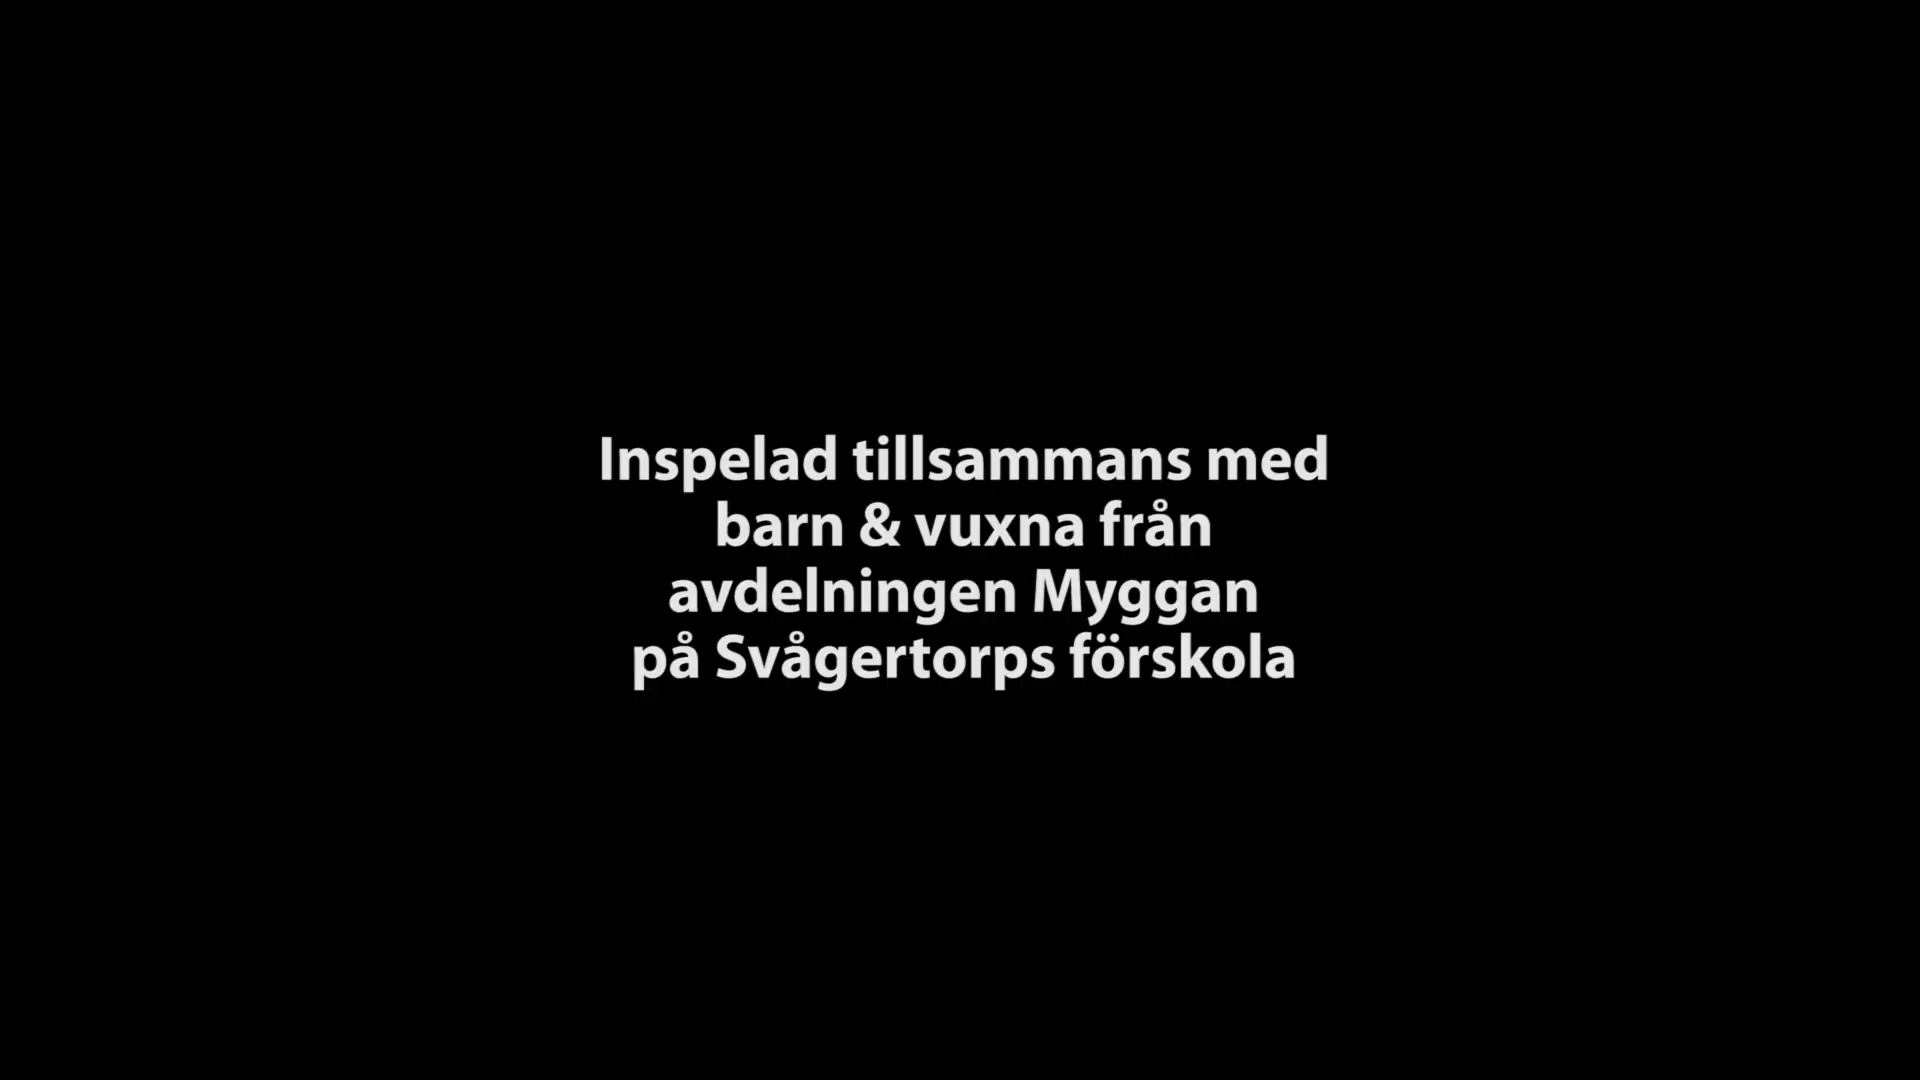 Inspelad tillsammans med
barn & vuxna från
avdelningen Myggan
på Svågertorps förskola